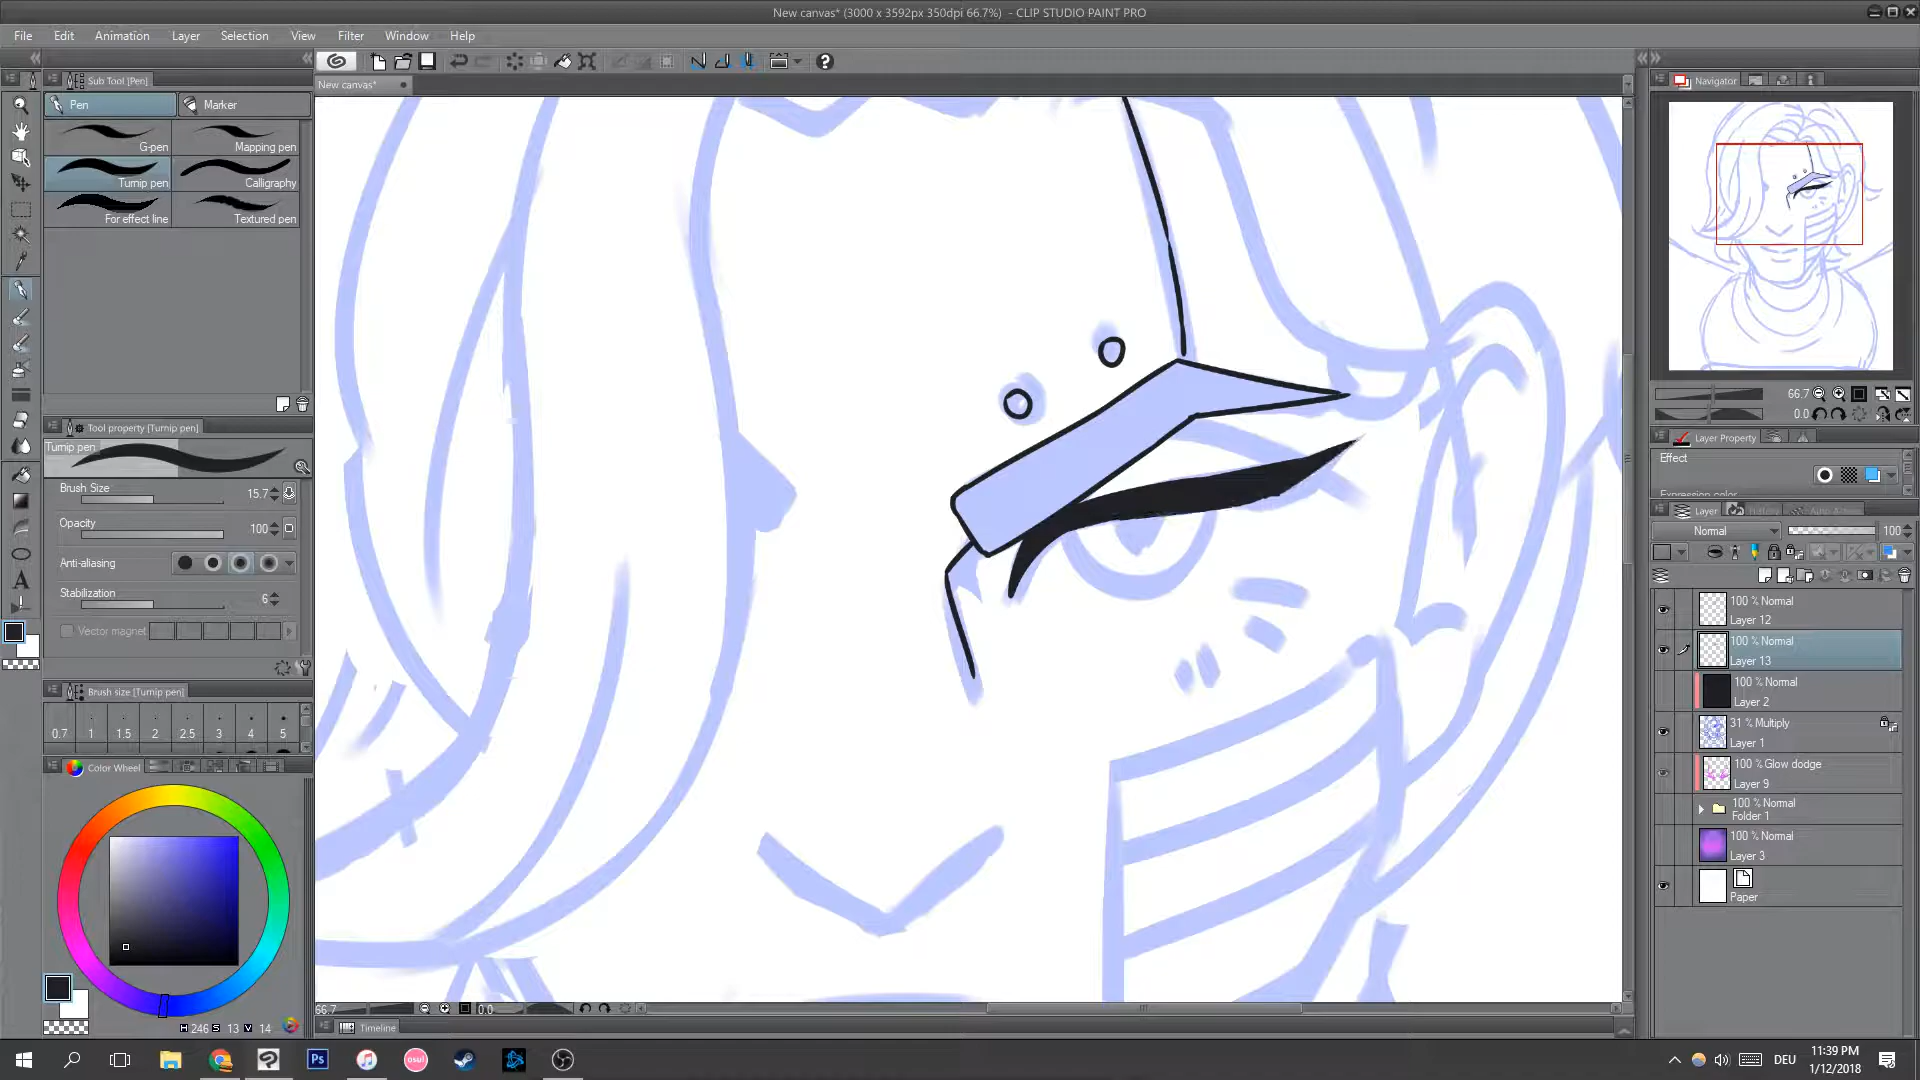 New canvas* (3000 x 3592px 350dpi 66.7%) - CLIP STUDIO PAINT PRO
File Edit Animation Layer Selection View Filter Window Help
Sub Tool [Pen]
New canvas*
Navigator
Pen Marker
G-pen Mapping pen
Turnip pen Calligraphy
For effect line Textured pen
66.7
0.0
Tool property [Turnip pen]
Layer Property
Turnip pen
Effect
Brush Size 15.7
Expression color
Layer History Auto Action
Opacity 100
Normal 100
Anti-aliasing
Stabilization 6
Vector magnet
100 % Normal
Layer 12
100 % Normal
Layer 13
100 % Normal
Layer 2
31 % Multiply
Layer 1
100 % Glow dodge
Layer 9
100 % Normal
Folder 1
100 % Normal
Layer 3
Paper
Brush size [Turnip pen]
0.7 1 1.5 2 2.5 3 4 5
Color Wheel
H 246 S 13 V 14
66.7 0.0
Timeline
Ps
osu!
DEU
11:39 PM
1/12/2018